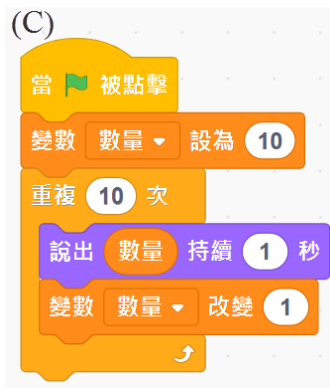 (C)
當 被點擊
變數 數量 設為 10
重複 10 次
說出 數量 持續 1 秒
變數 數量 改變 1